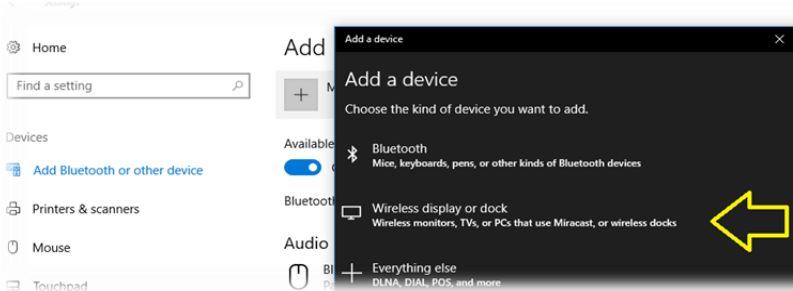 Settings
Home
Find a setting
Devices
Add Bluetooth or other device
Printers & scanners
Mouse
Touchpad
Add
Available
Bluetooth
Audio
Bl
Add a device
Add a device
Choose the kind of device you want to add.
Bluetooth
Mice, keyboards, pens, or other kinds of Bluetooth devices
Wireless display or dock
Wireless monitors, TVs, or PCs that use Miracast, or wireless docks
Everything else
DLNA, DIAL, POS, and more